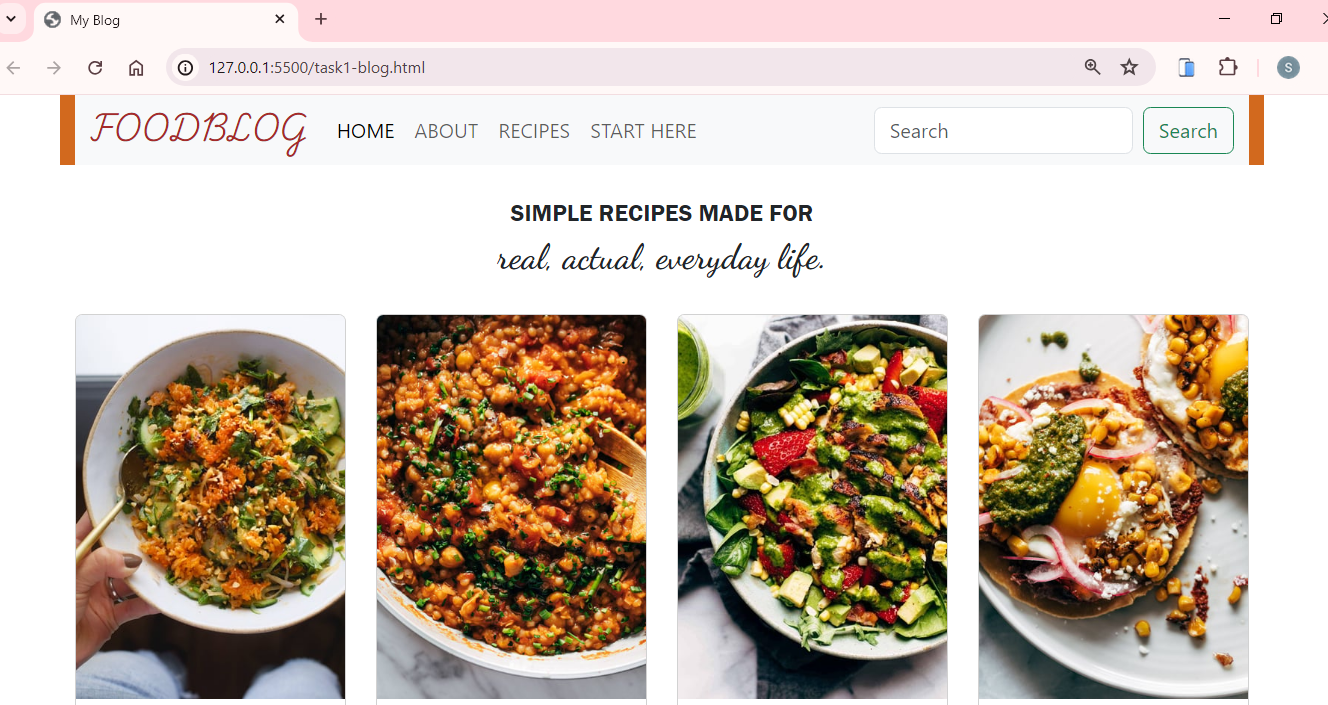 My Blog
127.0.0.1:5500/task1-blog.html
S
FOODBLOG HOME ABOUT RECIPES START HERE Search Search
SIMPLE RECIPES MADE FOR
real, actual, everyday life.